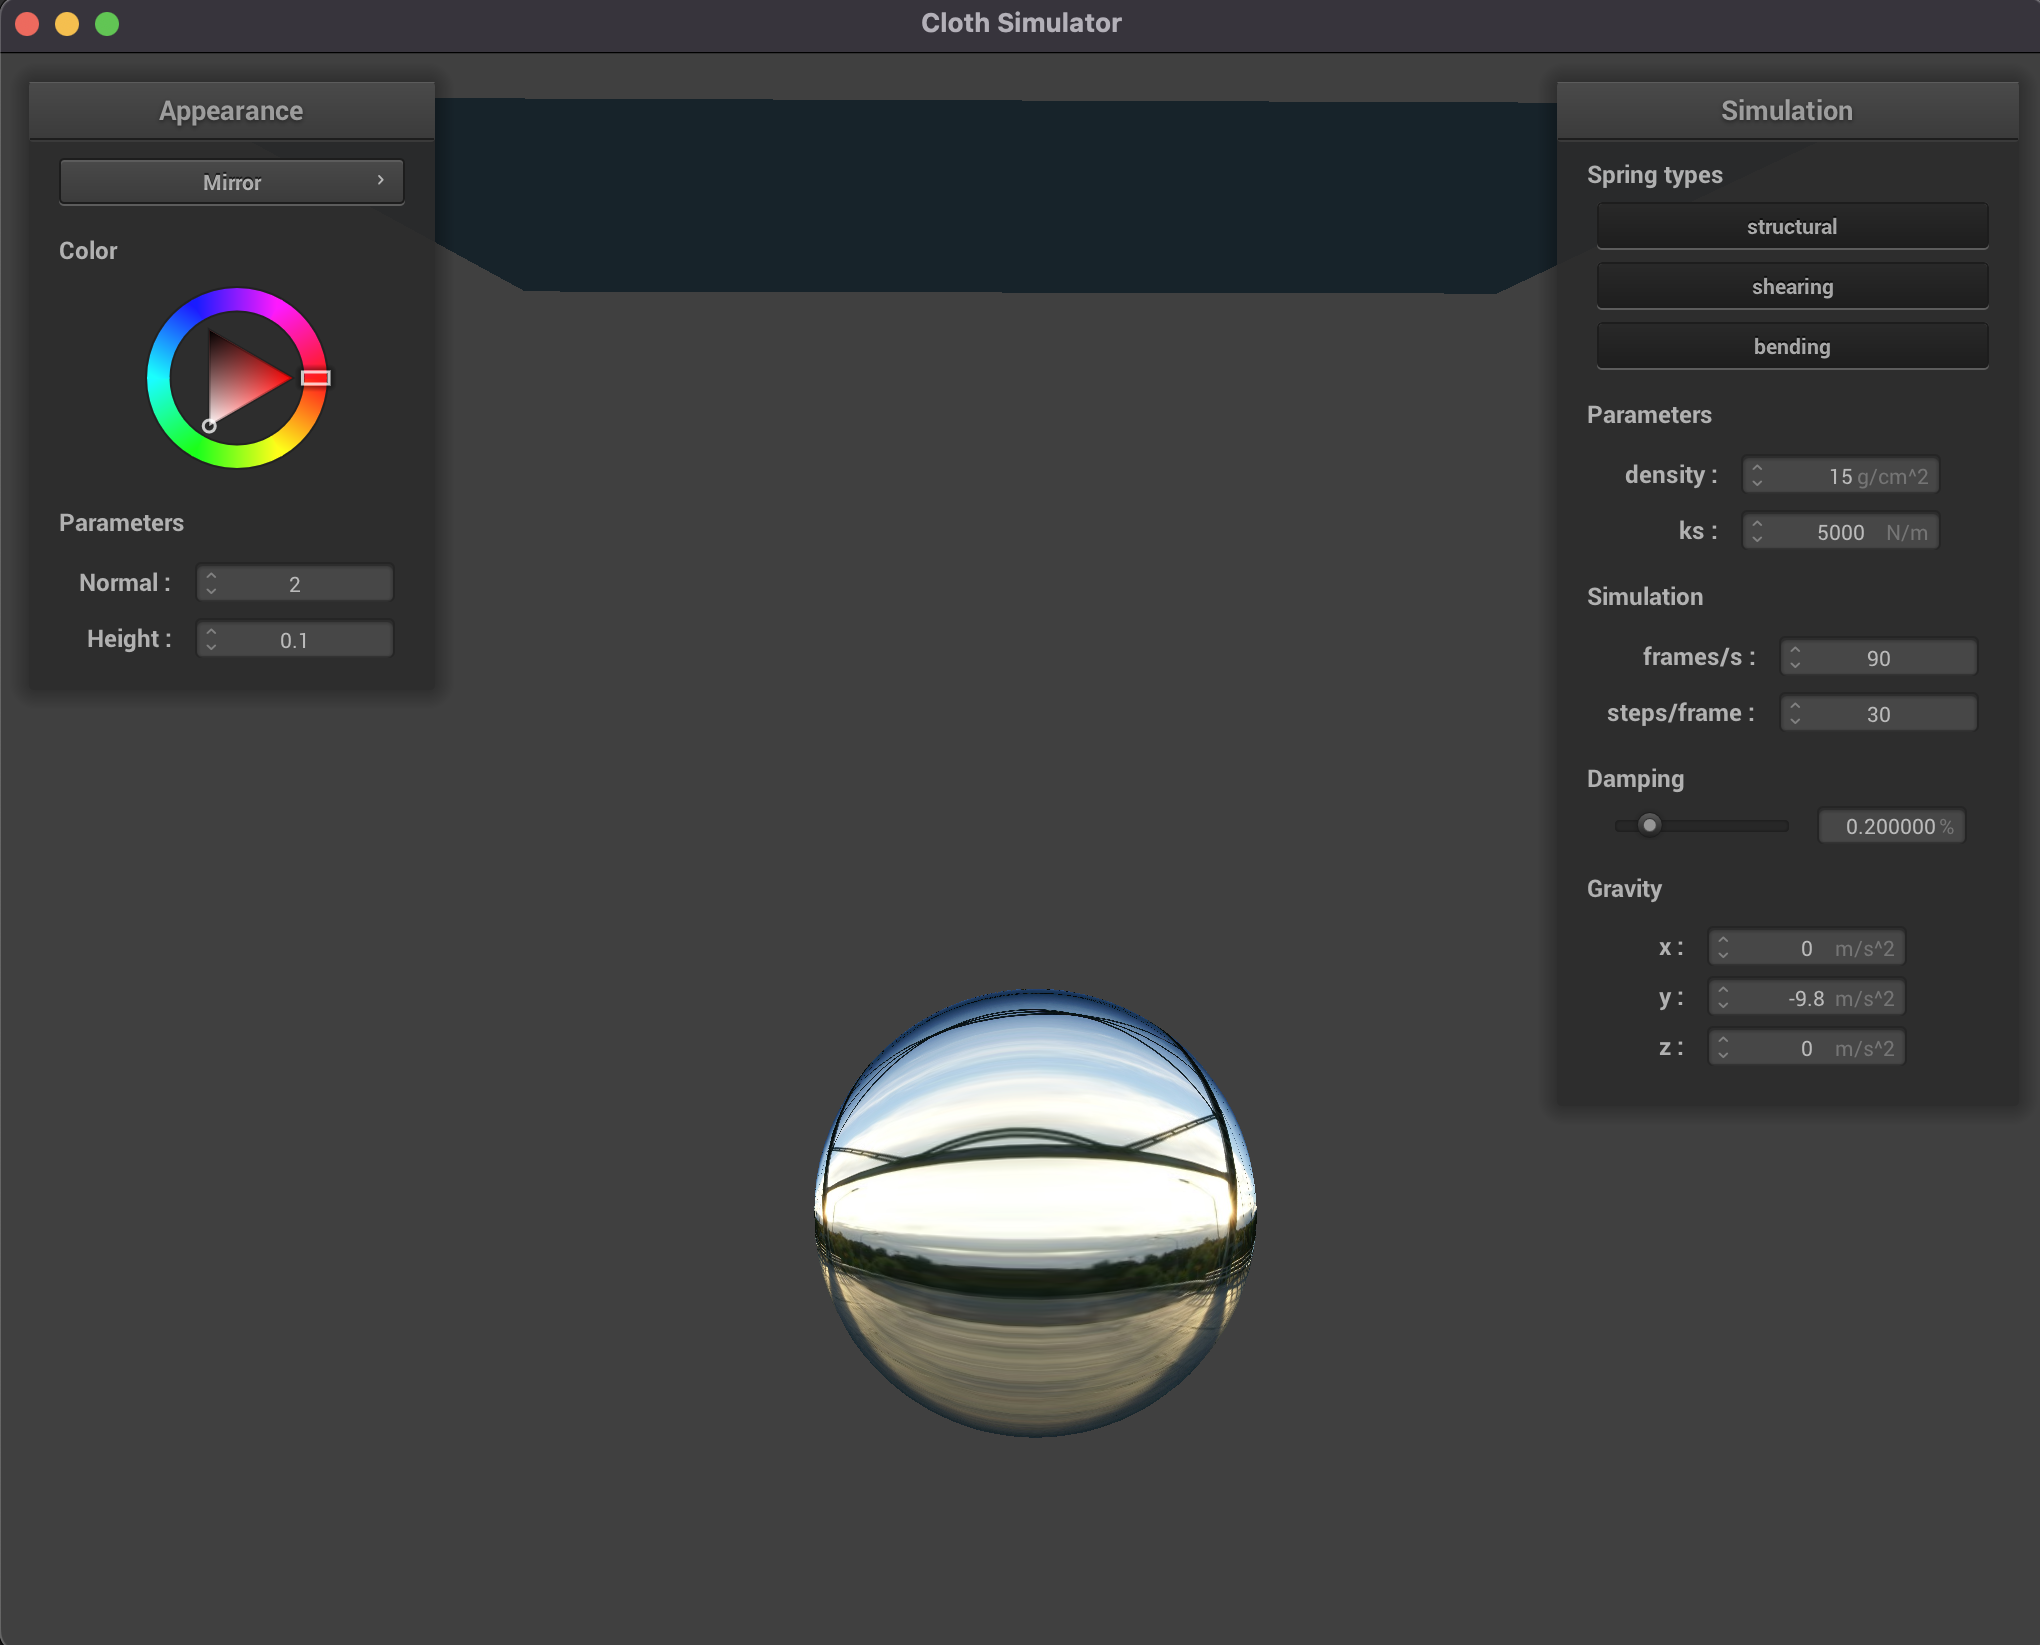 Cloth Simulator
Appearance
Mirror
Color
Parameters
Normal : 2
Height : 0.1
Simulation
Spring types
structural
shearing
bending
Parameters
density : 15 g/cm^2
ks : 5000 N/m
Simulation
frames/s : 90
steps/frame : 30
Damping
0.200000 %
Gravity
x : 0 m/s^2
y : -9.8 m/s^2
z : 0 m/s^2